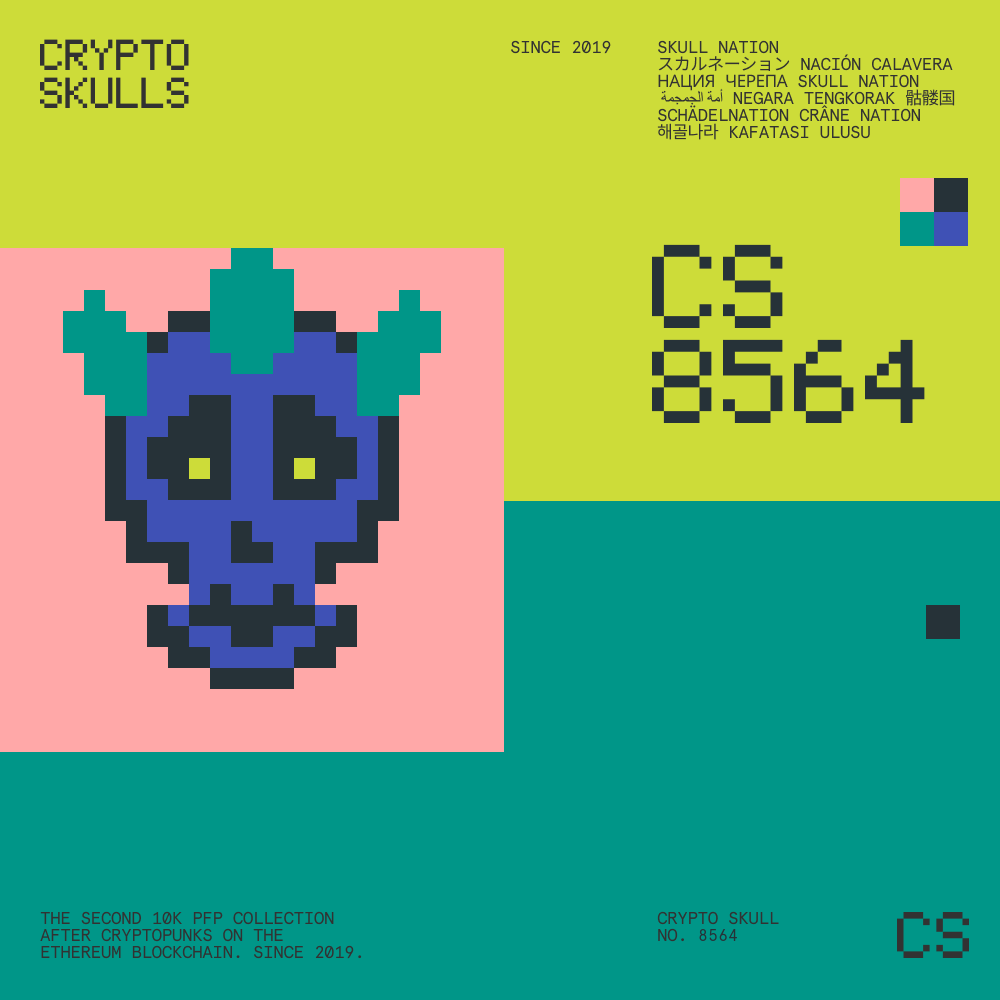 CRYPTO
SKULLS
SINCE 2019
SKULL NATION
スカルネーション NACIÓN CALAVERA
НАЦИЯ ЧЕРЕПА SKULL NATION
أمة الجمجمة NEGARA TENGKORAK 骷髅国
SCHÄDELNATION CRÂNE NATION
해골나라 KAFATASI ULUSU
CS
8564
THE SECOND 10K PFP COLLECTION
AFTER CRYPTOPUNKS ON THE
ETHEREUM BLOCKCHAIN. SINCE 2019.
CRYPTO SKULL
NO. 8564
CS